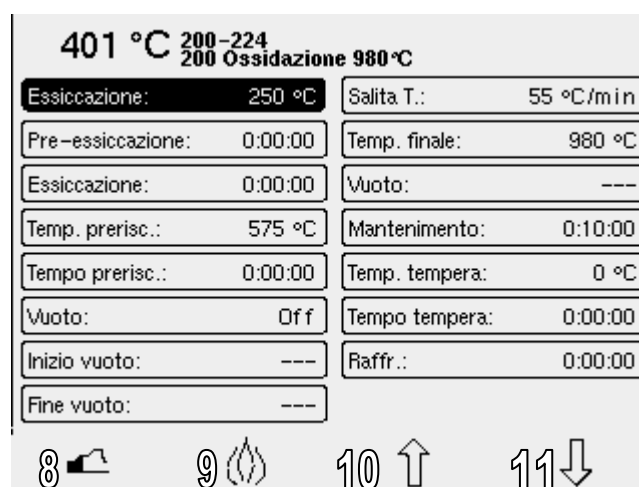 401 °C 200-224
200 Ossidazione 980°C
Essiccazione: 250 °C
Pre-essiccazione: 0:00:00
Essiccazione: 0:00:00
Temp. prerisc.: 575 °C
Tempo prerisc.: 0:00:00
Vuoto: Off
Inizio vuoto: ---
Fine vuoto: ---
Salita T.: 55 °C/min
Temp. finale: 980 °C
Vuoto: ---
Mantenimento: 0:10:00
Temp. tempera: 0 °C
Tempo tempera: 0:00:00
Raffr.: 0:00:00
8 9 10 11